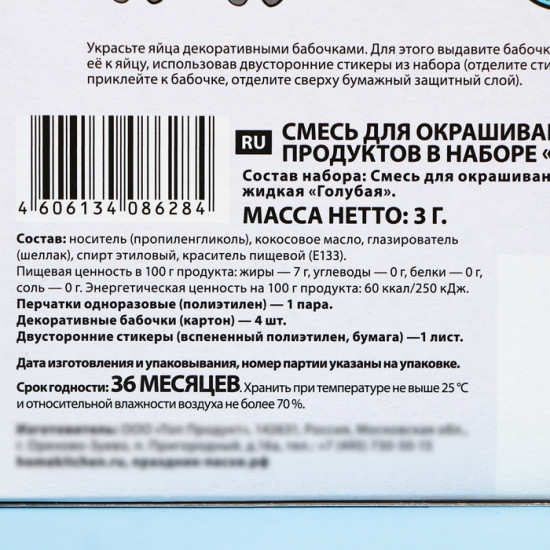 Украсьте яйца декоративными бабочками. Для этого выдавите бабочк
её к яйцу, использовав двусторонние стикеры из набора (отделите сти
приклейте к бабочке, отделите сверху бумажный защитный слой).
RU
СМЕСЬ ДЛЯ ОКРАШИВАН
ПРОДУКТОВ В НАБОРЕ «
Состав набора: Смесь для окрашиван
жидкая «Голубая».
МАССА НЕТТО: 3 Г.
4 606134 086284
Состав: носитель (пропиленгликоль), кокосовое масло, глазирователь
(шеллак), спирт этиловый, краситель пищевой (Е133).
Пищевая ценность в 100 г продукта: жиры — 7 г, углеводы — 0 г, белки — 0 г,
соль — 0 г. Энергетическая ценность на 100 г продукта: 60 ккал/250 кДж.
Перчатки одноразовые (полиэтилен) — 1 пара.
Декоративные бабочки (картон) — 4 шт.
Двусторонние стикеры (вспененный полиэтилен, бумага) —1 лист.
Дата изготовления и упаковывания, номер партии указаны на упаковке.
Срок годности: 36 МЕСЯЦЕВ. Хранить при температуре не выше 25 °С
и относительной влажности воздуха не более 70 %.